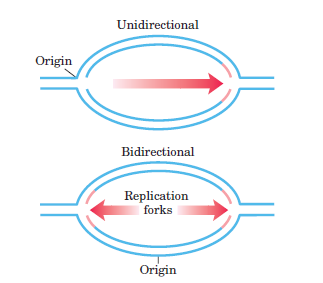 Unidirectional
Origin
Bidirectional
Replication
forks
Origin